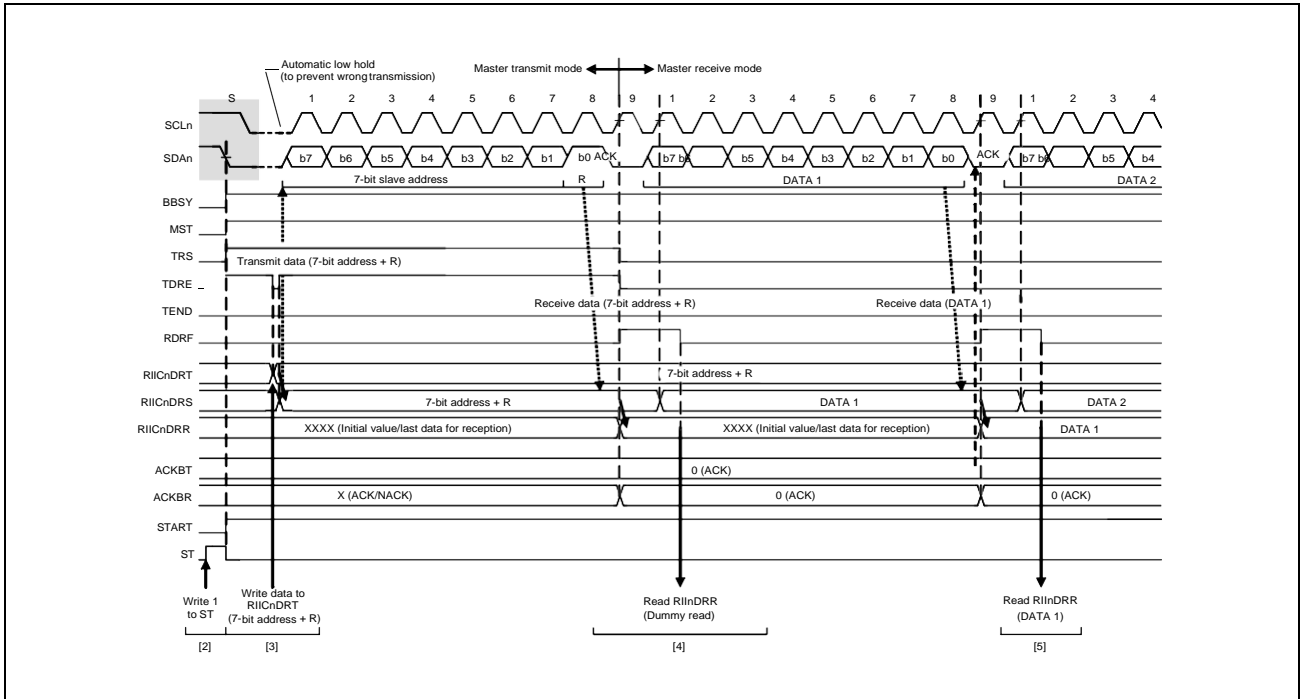 Automatic low hold
(to prevent wrong transmission)
Master transmit mode Master receive mode
S 1 2 3 4 5 6 7 8 9 1 2 3 4 5 6 7 8 9 1 2 3 4
SCLn
SDAn b7 b6 b5 b4 b3 b2 b1 b0 ACK b7 b6 b5 b4 b3 b2 b1 b0 ACK b7 b6 b5 b4
7-bit slave address R DATA 1 DATA 2
BBSY
MST
TRS
Transmit data (7-bit address + R)
TDRE
Receive data (7-bit address + R) Receive data (DATA 1)
TEND
RDRF
RIICnDRT 7-bit address + R
RIICnDRS 7-bit address + R DATA 1 DATA 2
RIICnDRR XXXX (Initial value/last data for reception) XXXX (Initial value/last data for reception) DATA 1
ACKBT 0 (ACK)
ACKBR X (ACK/NACK) 0 (ACK) 0 (ACK)
START
ST
Write 1
to ST
Write data to
RIICnDRT
(7-bit address + R)
Read RIInDRR
(Dummy read)
Read RIInDRR
(DATA 1)
[2] [3] [4] [5]